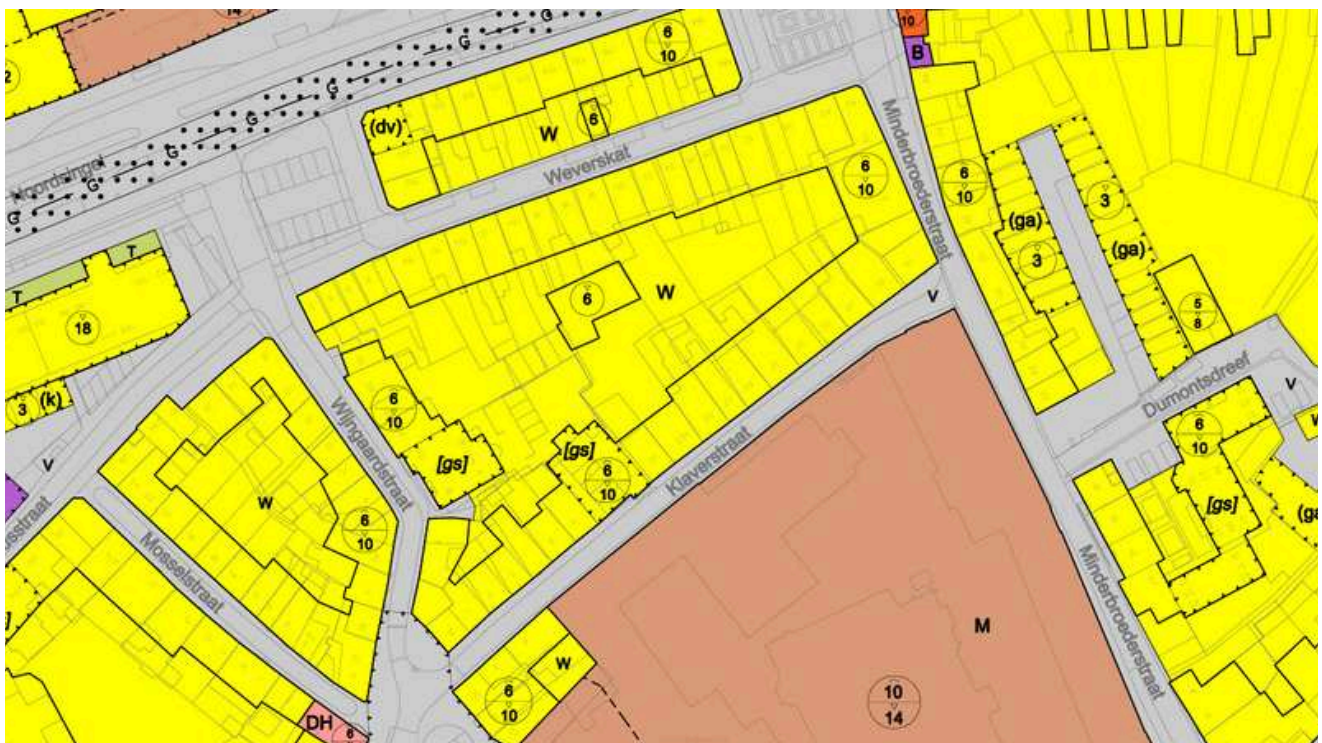 14
G
6
10
10
B
2
G
(dv)
6
G
W
Noordsingel
G
Weverskat
Minderbroederstraat
6
10
6
10
G
(ga)
3
G
(ga)
3
T
T
W
6
V
18
5
8
V
Dumontsdreef
3
(k)
6
10
Wijngaardstraat
6
10
W
V
[gs]
[gs]
6
10
Klaverstraat
[gs]
(ga
W
6
10
Mosselstraat
Minderbroederstraat
M
W
6
10
10
14
DH
6